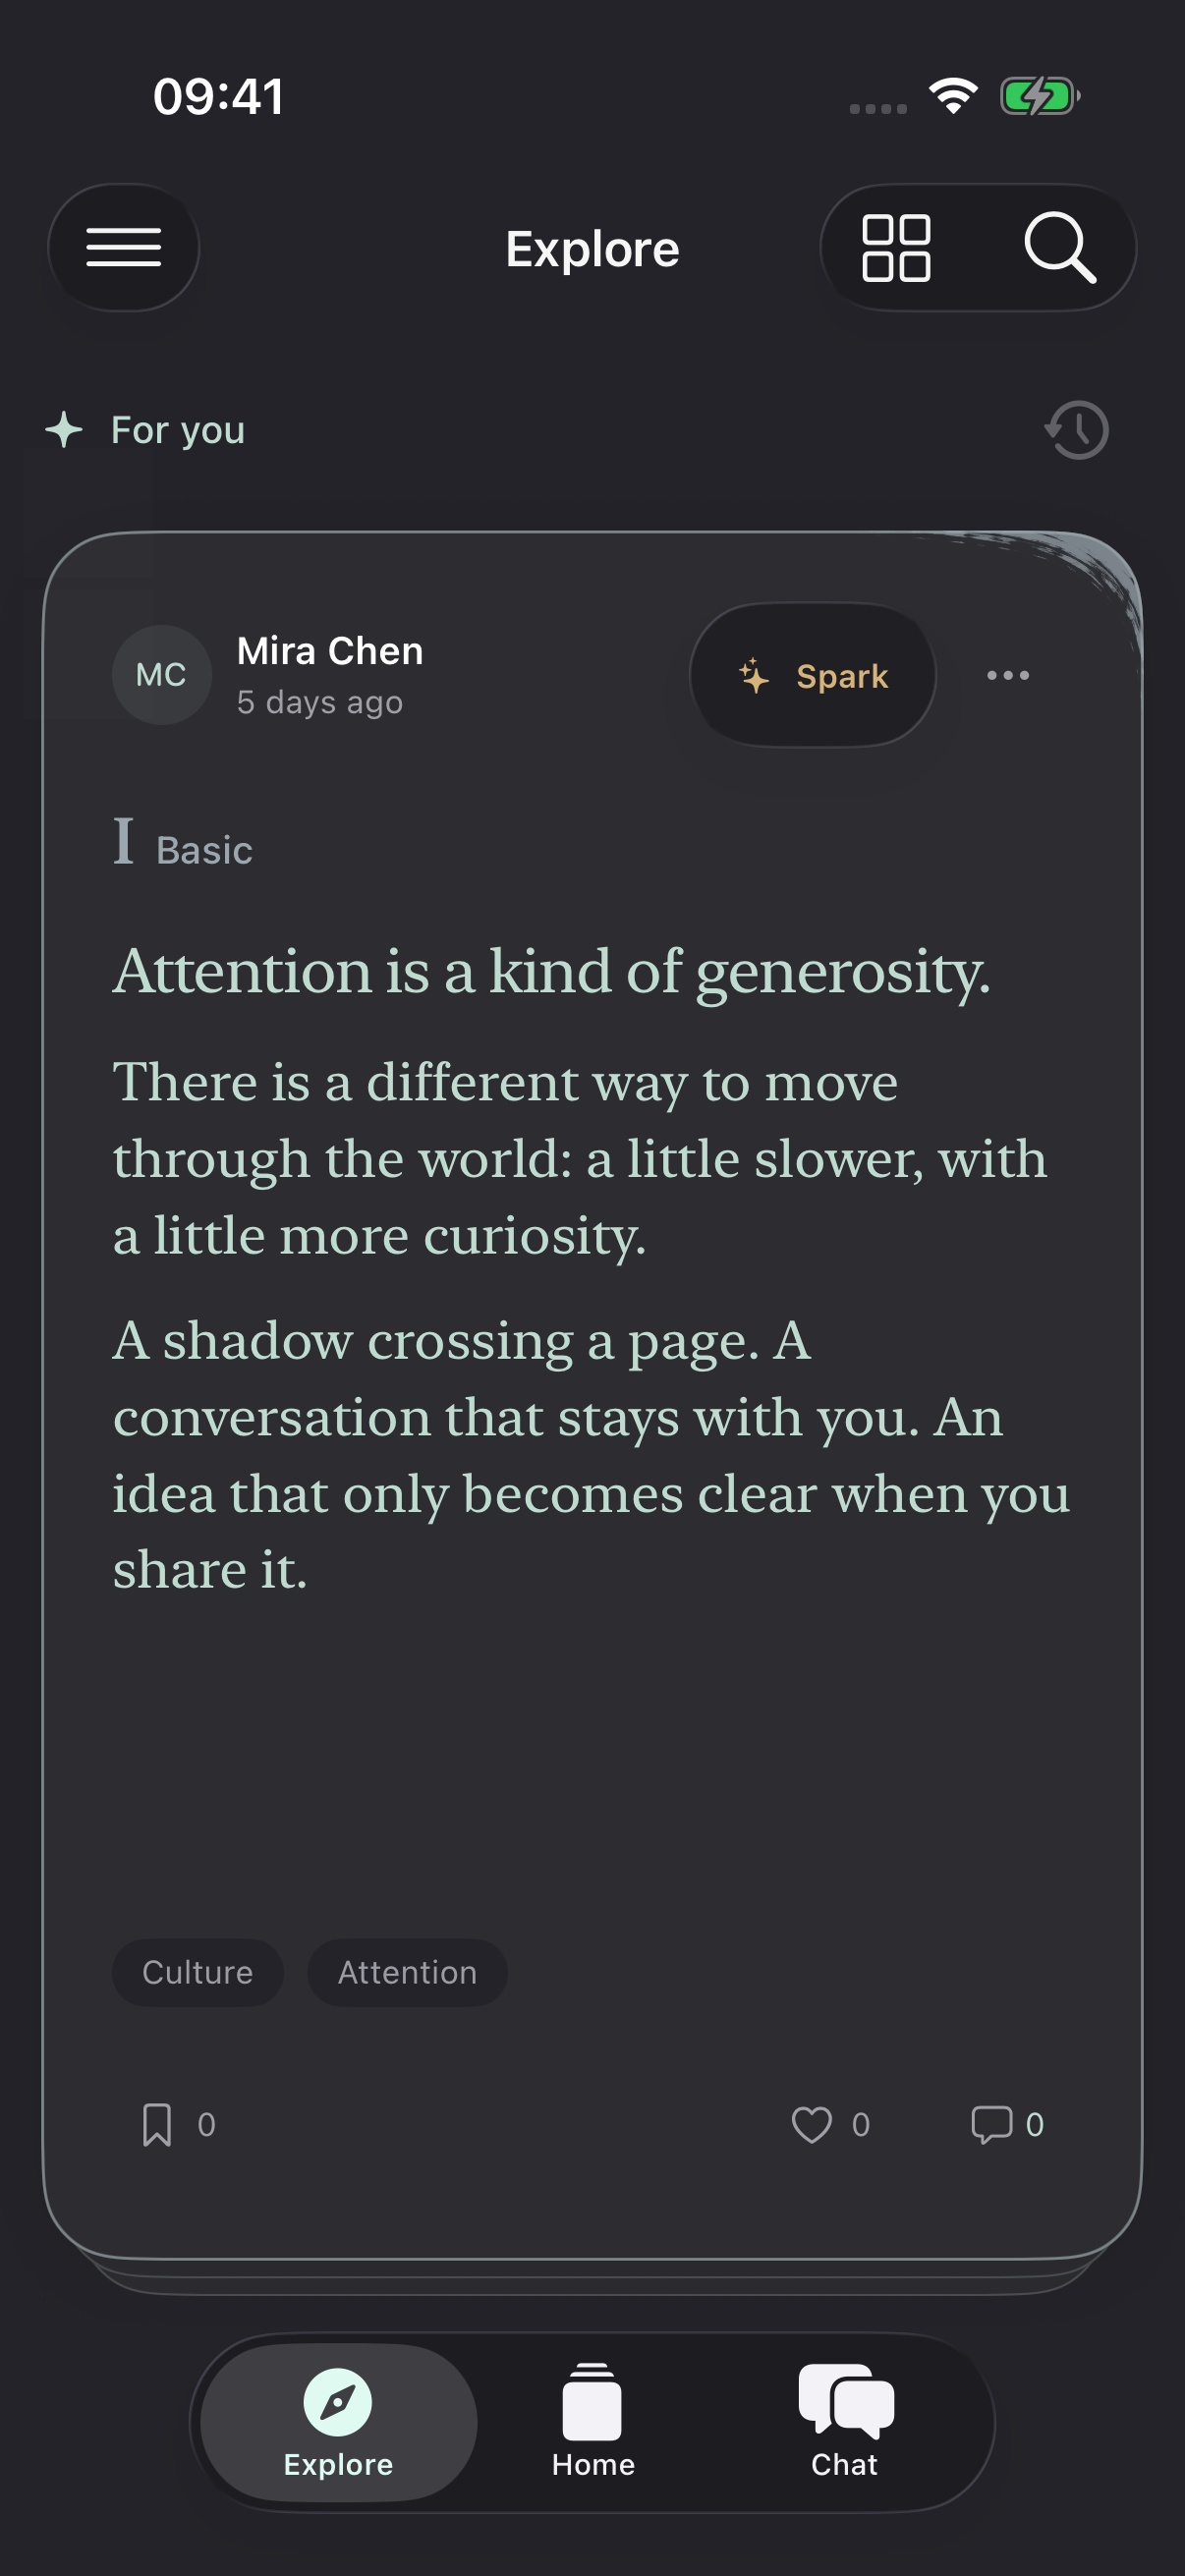 09:41
Explore
For you
MC
Mira Chen
5 days ago
Spark
I Basic
Attention is a kind of generosity.
There is a different way to move
through the world: a little slower, with
a little more curiosity.
A shadow crossing a page. A
conversation that stays with you. An
idea that only becomes clear when you
share it.
Culture
Attention
0
0
0
Explore
Home
Chat